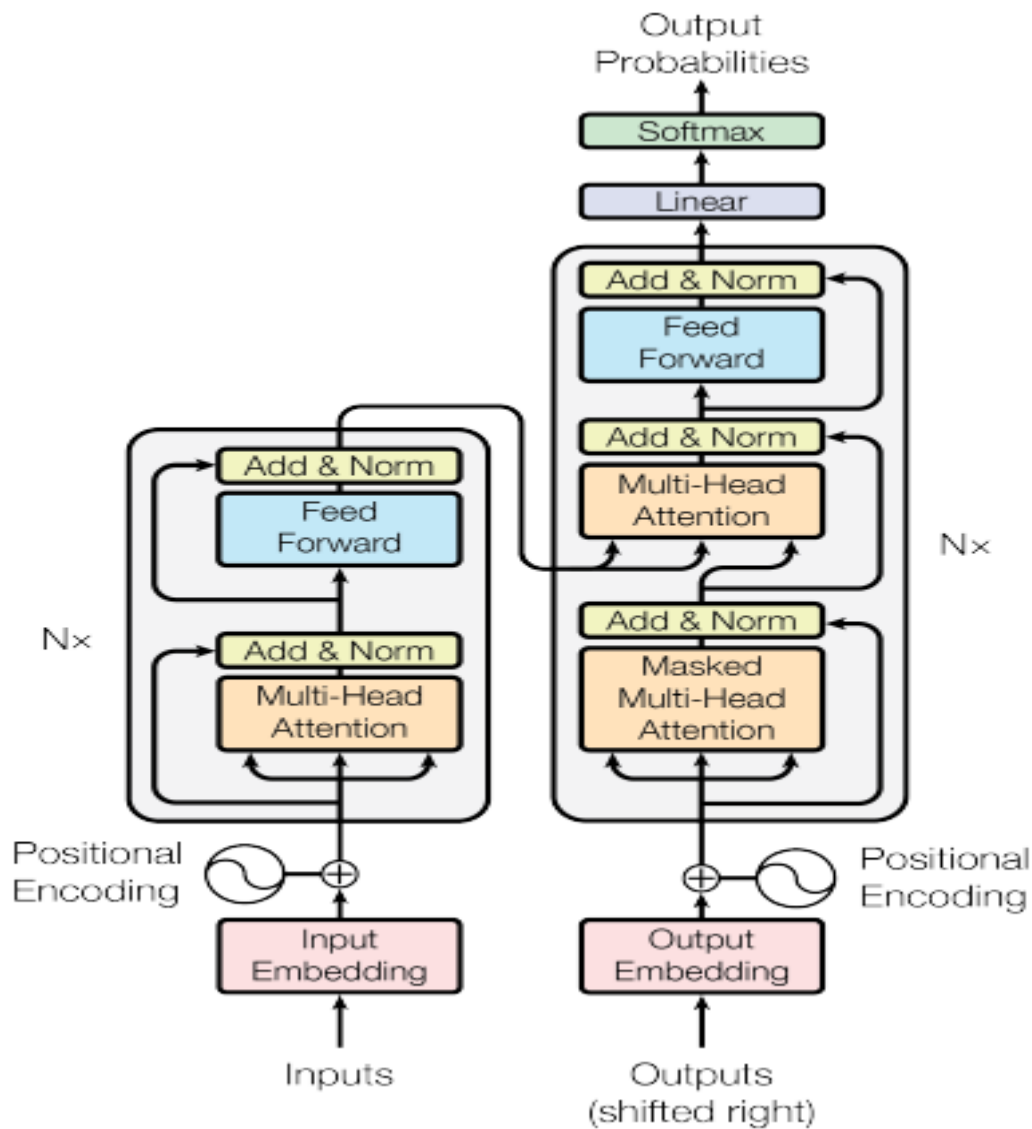 Output
Probabilities
Softmax
Linear
Add & Norm
Feed
Forward
Add & Norm
Multi-Head
Attention
Add & Norm
Masked
Multi-Head
Attention
Nx
Add & Norm
Feed
Forward
Add & Norm
Multi-Head
Attention
N×
Positional
Encoding
Positional
Encoding
Input
Embedding
Output
Embedding
Inputs
Outputs
(shifted right)